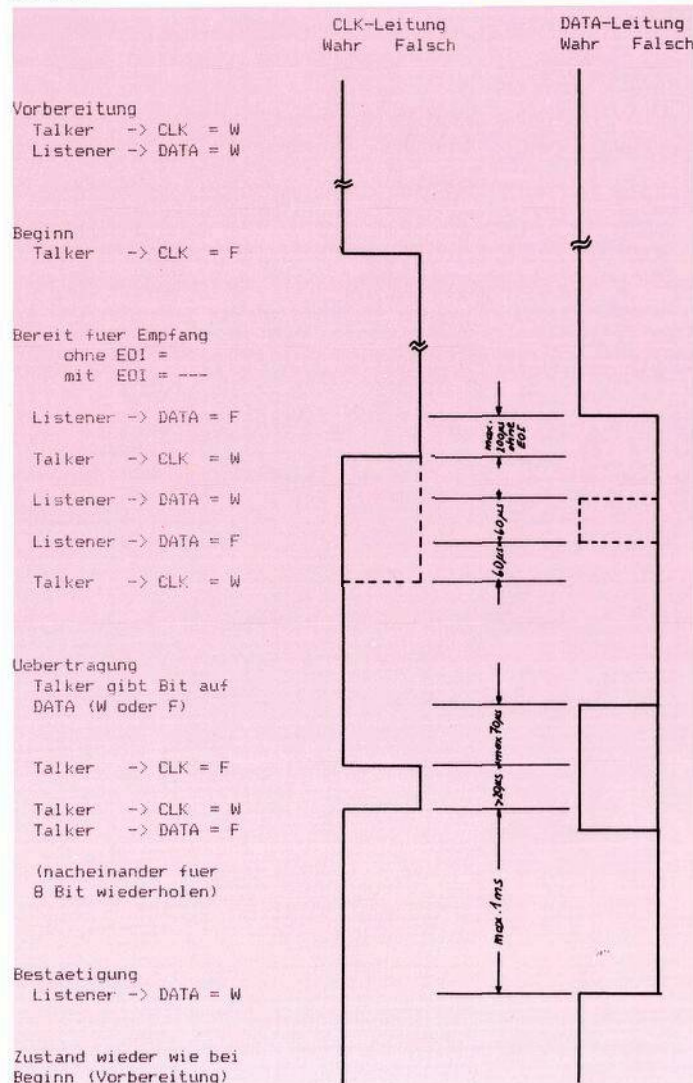 CLK-Leitung DATA-Leitung
Wahr Falsch Wahr Falsch
Vorbereitung
Talker -> CLK = W
Listener -> DATA = W
Beginn
Talker -> CLK = F
Bereit fuer Empfang
ohne EOI =
mit EOI = ---
Listener -> DATA = F
max. 200µs ohne EOI
Talker -> CLK = W
Listener -> DATA = W
60µs 60µs
Listener -> DATA = F
Talker -> CLK = W
Uebertragung
Talker gibt Bit auf
DATA (W oder F)
max 70µs
Talker -> CLK = F
>20µs
Talker -> CLK = W
Talker -> DATA = F
(nacheinander fuer
8 Bit wiederholen)
max. 1ms
Bestaetigung
Listener -> DATA = W
Zustand wieder wie bei
Beginn (Vorbereitung)